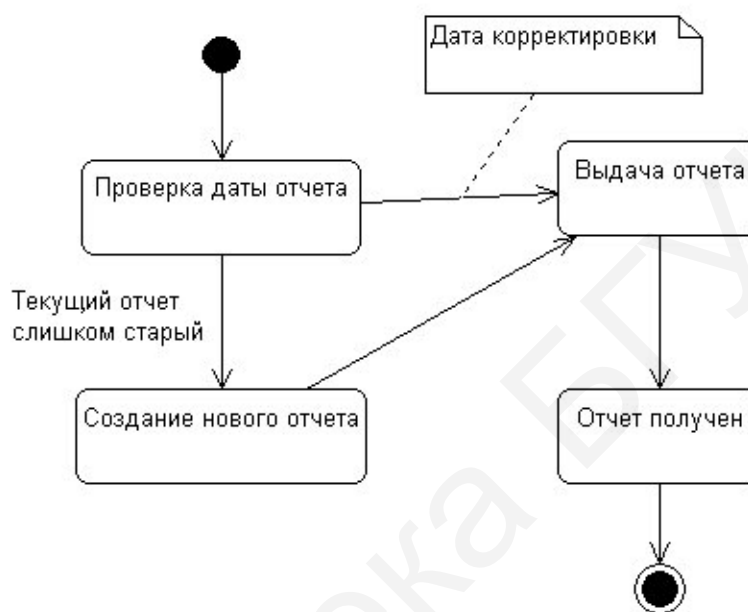 Дата корректировки
Проверка даты отчета
Выдача отчета
Текущий отчет
слишком старый
Создание нового отчета
Отчет получен